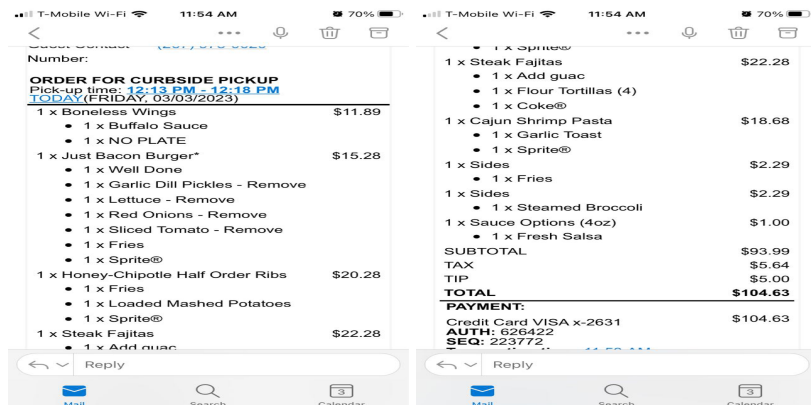 T-Mobile Wi-Fi 11:54 AM 70%
Number:
ORDER FOR CURBSIDE PICKUP
Pick-up time: 12:13 PM - 12:18 PM
TODAY(FRIDAY, 03/03/2023)
1 x Boneless Wings $11.89
• 1 x Buffalo Sauce
• 1 x NO PLATE
1 x Just Bacon Burger* $15.28
• 1 x Well Done
• 1 x Garlic Dill Pickles - Remove
• 1 x Lettuce - Remove
• 1 x Red Onions - Remove
• 1 x Sliced Tomato - Remove
• 1 x Fries
• 1 x Sprite®
1 x Honey-Chipotle Half Order Ribs $20.28
• 1 x Fries
• 1 x Loaded Mashed Potatoes
• 1 x Sprite®
1 x Steak Fajitas $22.28
• 1 x Add guac
Reply
Mail Search Calendar
3
T-Mobile Wi-Fi 11:54 AM 70%
• 1 x Sprite®
1 x Steak Fajitas $22.28
• 1 x Add guac
• 1 x Flour Tortillas (4)
• 1 x Coke®
1 x Cajun Shrimp Pasta $18.68
• 1 x Garlic Toast
• 1 x Sprite®
1 x Sides $2.29
• 1 x Fries
1 x Sides $2.29
• 1 x Steamed Broccoli
1 x Sauce Options (4oz) $1.00
• 1 x Fresh Salsa
SUBTOTAL $93.99
TAX $5.64
TIP $5.00
TOTAL $104.63
PAYMENT:
Credit Card VISA x-2631 $104.63
AUTH: 626422
SEQ: 223772
Reply
3
Mail Search Calendar